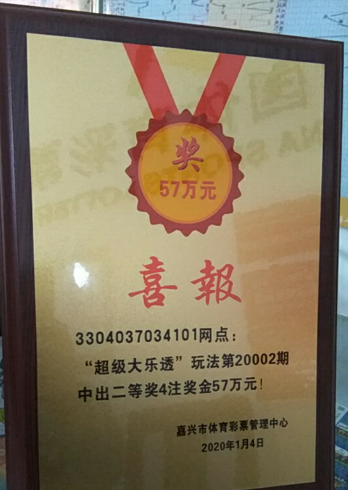 奖
57万元
喜報
3304037034101网点：
“超级大乐透”玩法第20002期
中出二等奖4注奖金57万元！
嘉兴市体育彩票管理中心
2020年1月4日